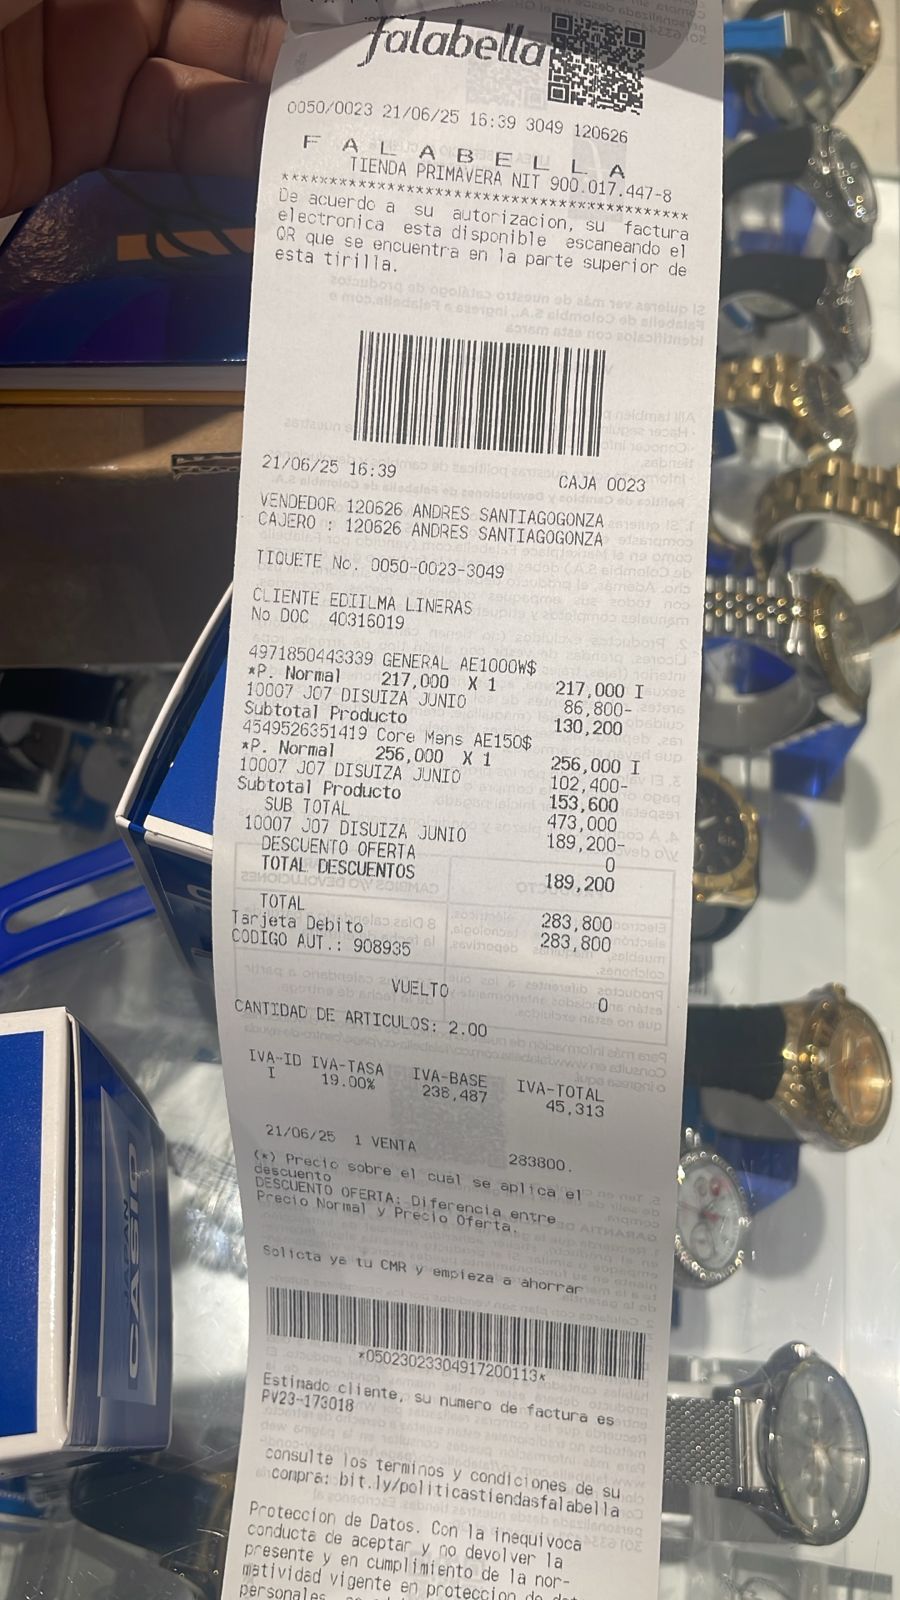 falabella
0050/0023 21/06/25 16:39 3049 120626
F A L A B E L L A
TIENDA PRIMAVERA NIT 900.017.447-8
*******************************************
De acuerdo a su autorizacion, su factura
electronica esta disponible escaneando el
QR que se encuentra en la parte superior de
esta tirilla.
21/06/25 16:39 CAJA 0023
VENDEDOR 120626 ANDRES SANTIAGOGONZA
CAJERO : 120626 ANDRES SANTIAGOGONZA
TIQUETE No. 0050-0023-3049
CLIENTE EDIILMA LINERAS
No DOC 40316019
4971850443339 GENERAL AE1000W$
*P. Normal 217,000 X 1 217,000 I
10007 J07 DISUIZA JUNIO 86,800-
Subtotal Producto 130,200
4549526351419 Core Mens AE150$
*P. Normal 256,000 X 1 256,000 I
10007 J07 DISUIZA JUNIO 102,400-
Subtotal Producto 153,600
SUB TOTAL 473,000
10007 J07 DISUIZA JUNIO 189,200-
DESCUENTO OFERTA 0
TOTAL DESCUENTOS 189,200
TOTAL 283,800
Tarjeta Debito 283,800
CODIGO AUT.: 908935
VUELTO 0
CANTIDAD DE ARTICULOS: 2.00
IVA-ID IVA-TASA IVA-BASE IVA-TOTAL
I 19.00% 238,487 45,313
21/06/25 1 VENTA 283800.
(*) Precio sobre el cual se aplica el
descuento
DESCUENTO OFERTA: Diferencia entre
Precio Normal y Precio Oferta.
Solicta ya tu CMR y empieza a ahorrar
*05023023304917200113*
Estimado cliente, su numero de factura es
PV23-173018
consulte los terminos y condiciones de su
compra: bit.ly/politicastiendasfalabella
Proteccion de Datos. Con la inequivoca
conducta de aceptar y no devolver la
presente y en cumplimiento de la nor-
matividad vigente en proteccion de
personales,
JAPAN
CASIO